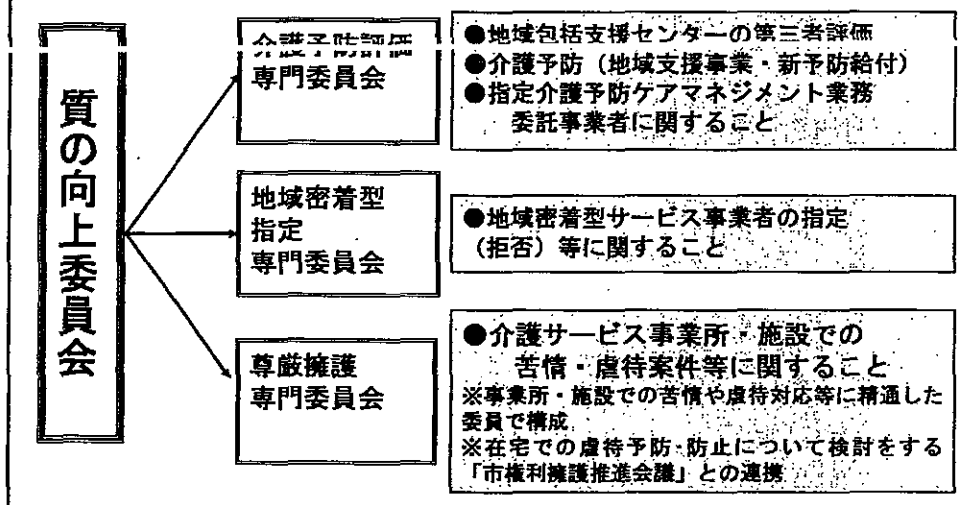 質の向上委員会
介護予防評価
専門委員会
●地域包括支援センターの第三者評価
●介護予防（地域支援事業・新予防給付）
●指定介護予防ケアマネジメント業務
委託事業者に関すること
地域密着型
指定
専門委員会
●地域密着型サービス事業者の指定
（拒否）等に関すること
尊厳擁護
専門委員会
●介護サービス事業所・施設での
苦情・虐待案件等に関すること
※事業所・施設での苦情や虐待対応等に精通した
委員で構成
※在宅での虐待予防・防止について検討をする
「市権利擁護推進会議」との連携